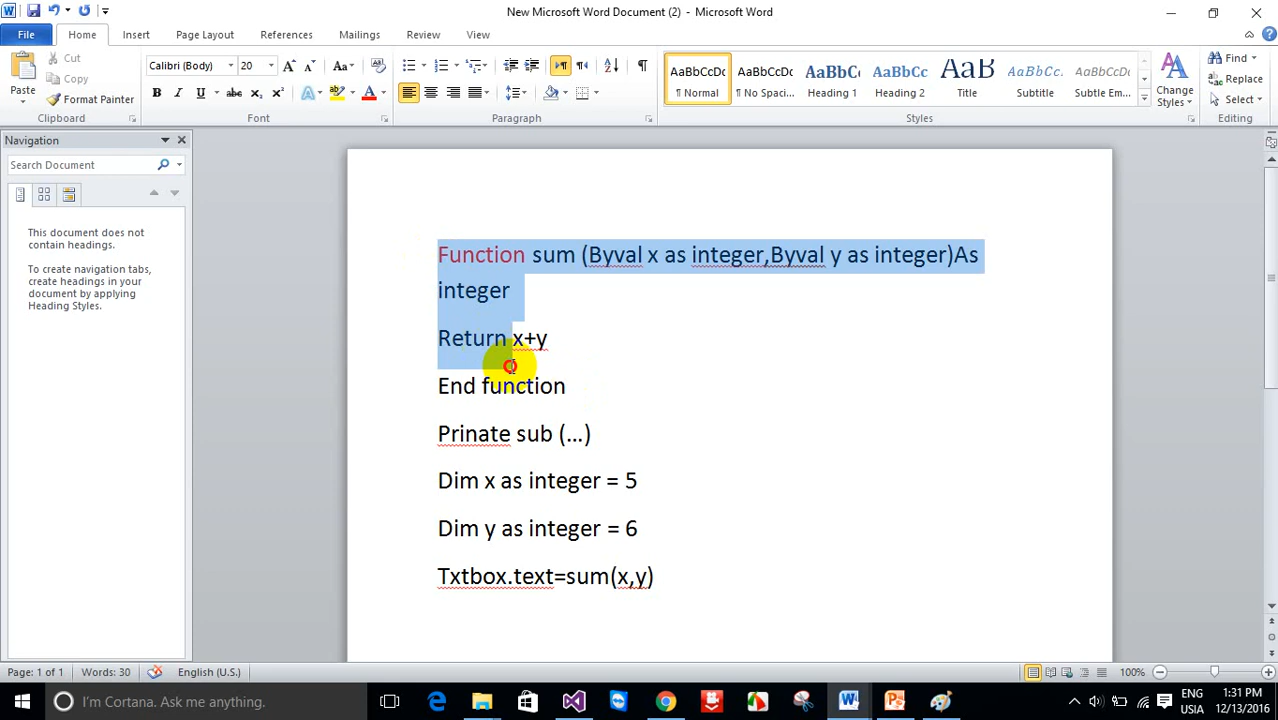 New Microsoft Word Document (2) - Microsoft Word
File Home Insert Page Layout References Mailings Review View
Paste
Cut
Copy
Format Painter
Clipboard
Calibri (Body) 20
Font
Paragraph
AaBbCcDc AaBbCcDc AaBbC AaBbCc AaB AaBbCc. AaBbCcDc
¶ Normal ¶ No Spaci... Heading 1 Heading 2 Title Subtitle Subtle Em...
Change Styles
Styles
Find
Replace
Select
Editing
Navigation
Search Document
This document does not
contain headings.
To create navigation tabs,
create headings in your
document by applying
Heading Styles.
Function sum (Byval x as integer,Byval y as integer)As
integer
Return x+y
End function
Prinate sub (...)
Dim x as integer = 5
Dim y as integer = 6
Txtbox.text=sum(x,y)
Page: 1 of 1 Words: 30 English (U.S.) 100%
I'm Cortana. Ask me anything.
ENG
USIA
1:31 PM
12/13/2016